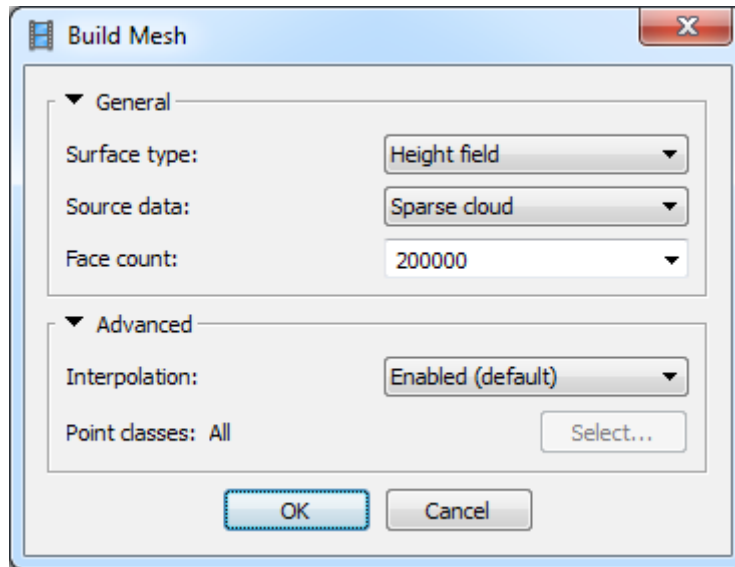 Build Mesh
General
Surface type: Height field
Source data: Sparse cloud
Face count: 200000
Advanced
Interpolation: Enabled (default)
Point classes: All Select...
OK Cancel